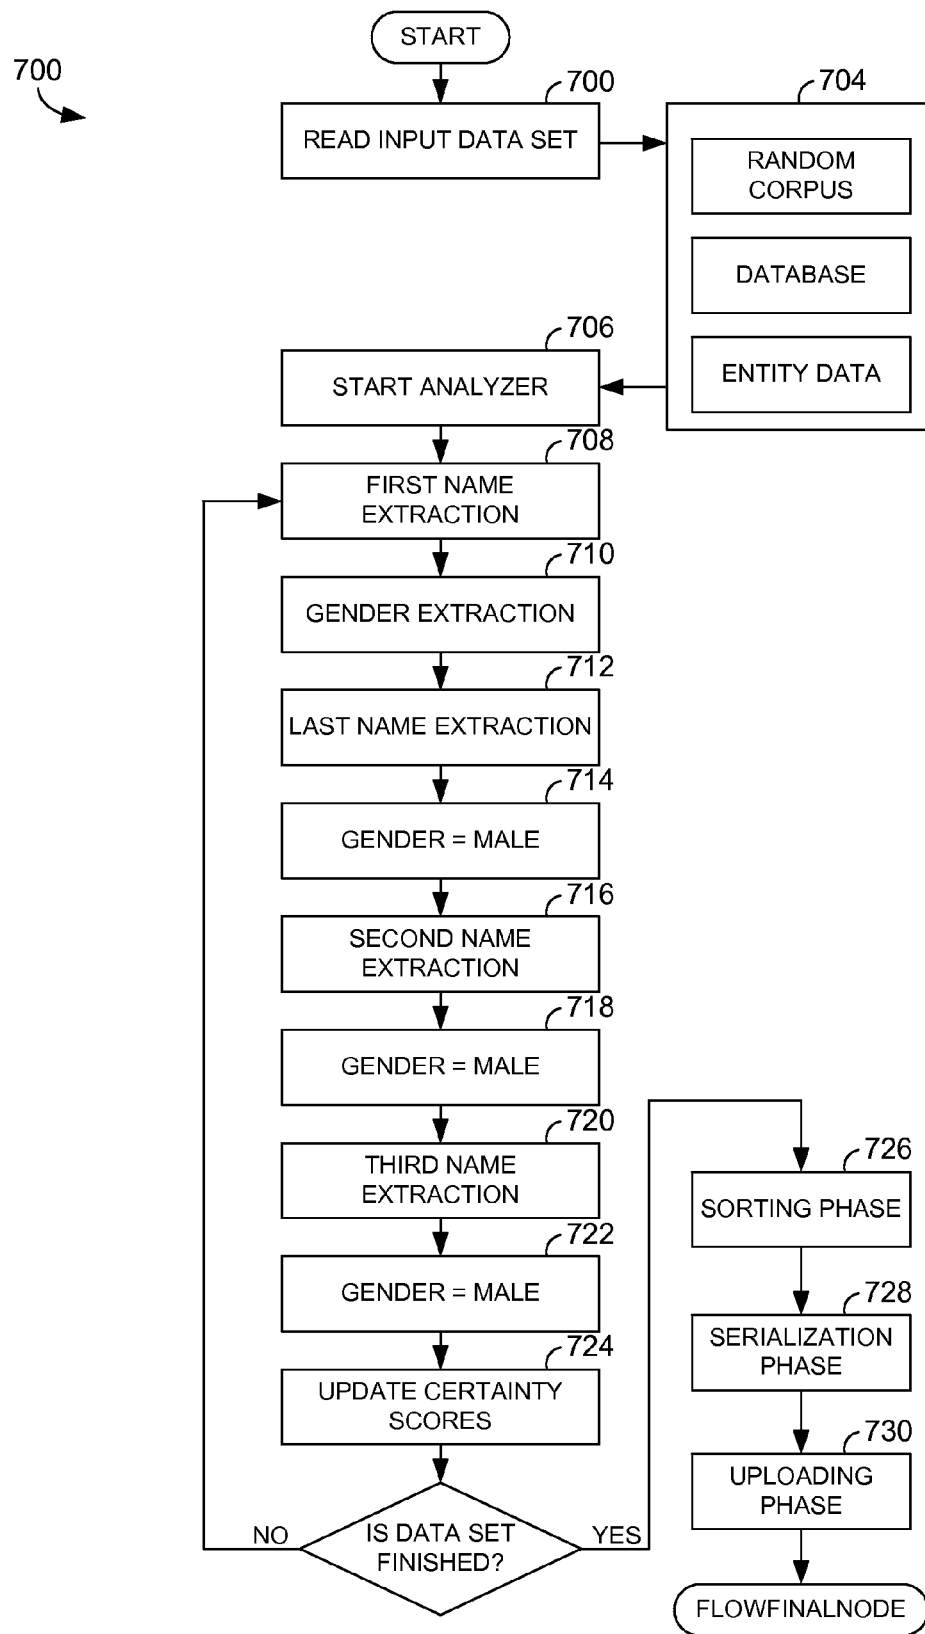 START
700
700
READ INPUT DATA SET
704
RANDOM
CORPUS
DATABASE
ENTITY DATA
706
START ANALYZER
708
FIRST NAME
EXTRACTION
710
GENDER EXTRACTION
712
LAST NAME EXTRACTION
714
GENDER = MALE
716
SECOND NAME
EXTRACTION
718
GENDER = MALE
720
THIRD NAME
EXTRACTION
722
GENDER = MALE
724
UPDATE CERTAINTY
SCORES
NO
IS DATA SET
FINISHED?
YES
726
SORTING PHASE
728
SERIALIZATION
PHASE
730
UPLOADING
PHASE
FLOWFINALNODE